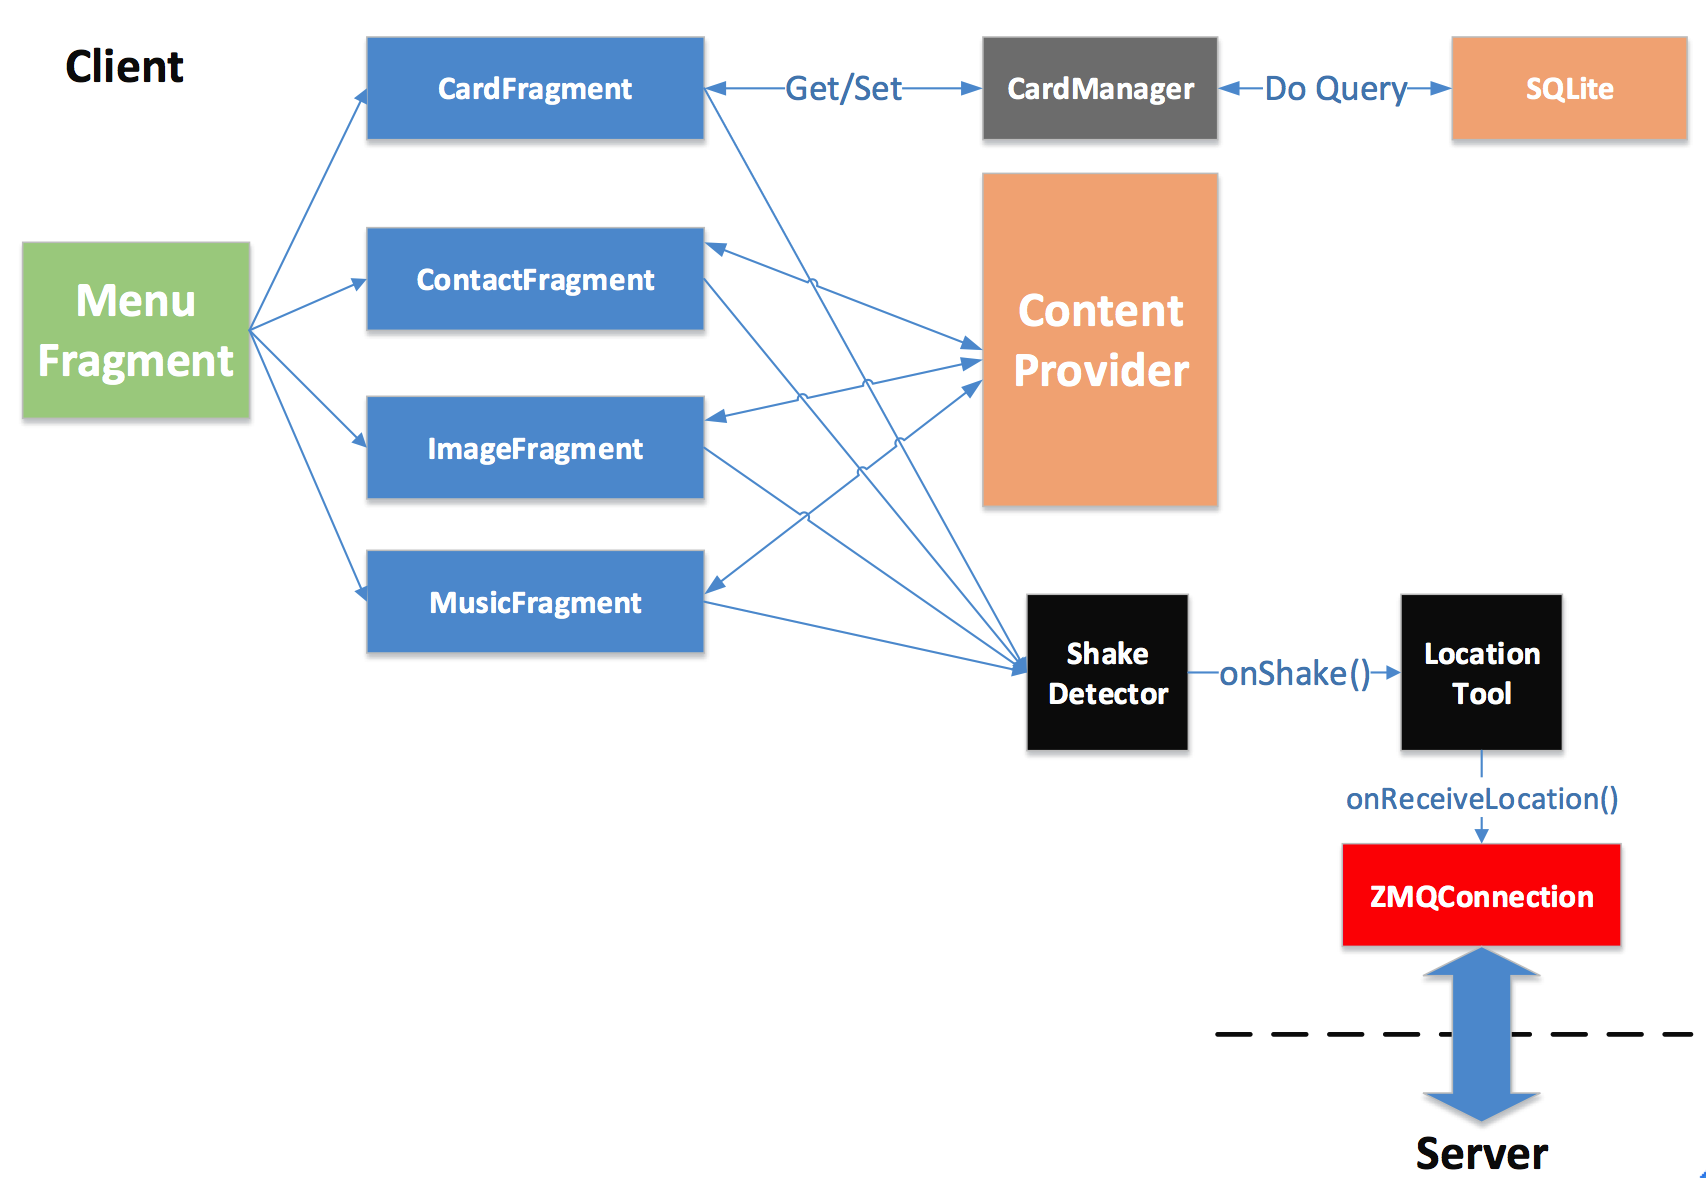 Client
CardFragment
Get/Set
CardManager
Do Query
SQLite
Menu
Fragment
ContactFragment
Content
Provider
ImageFragment
MusicFragment
Shake
Detector
onShake()
Location
Tool
onReceiveLocation()
ZMQConnection
Server